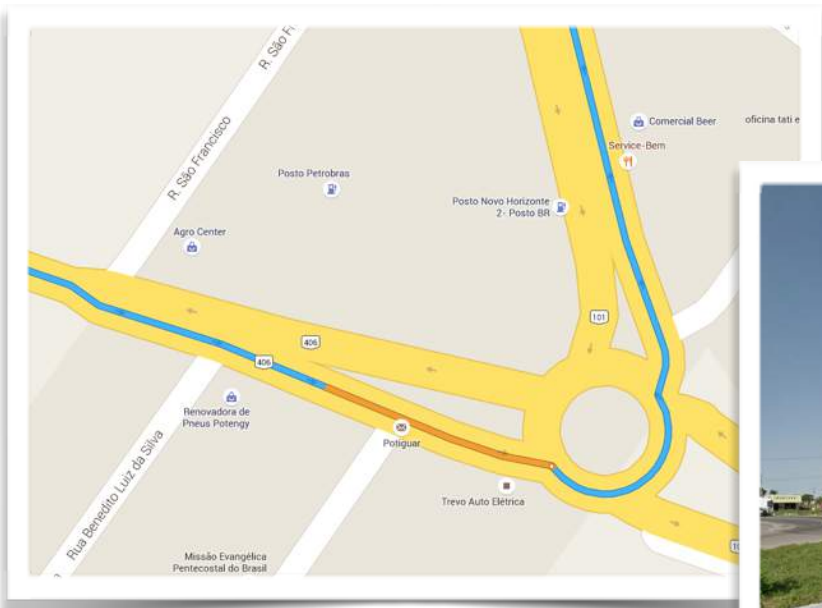 R. São Fr
R. São Francisco
Comercial Beer
oficina tati e
Service-Bem
Posto Petrobras
Posto Novo Horizonte
2- Posto BR
Agro Center
101
406
406
Renovadora de
Pneus Potengy
Potiguar
Rua Benedito Luiz da Silva
Trevo Auto Elétrica
Missão Evangélica
Pentecostal do Brasil